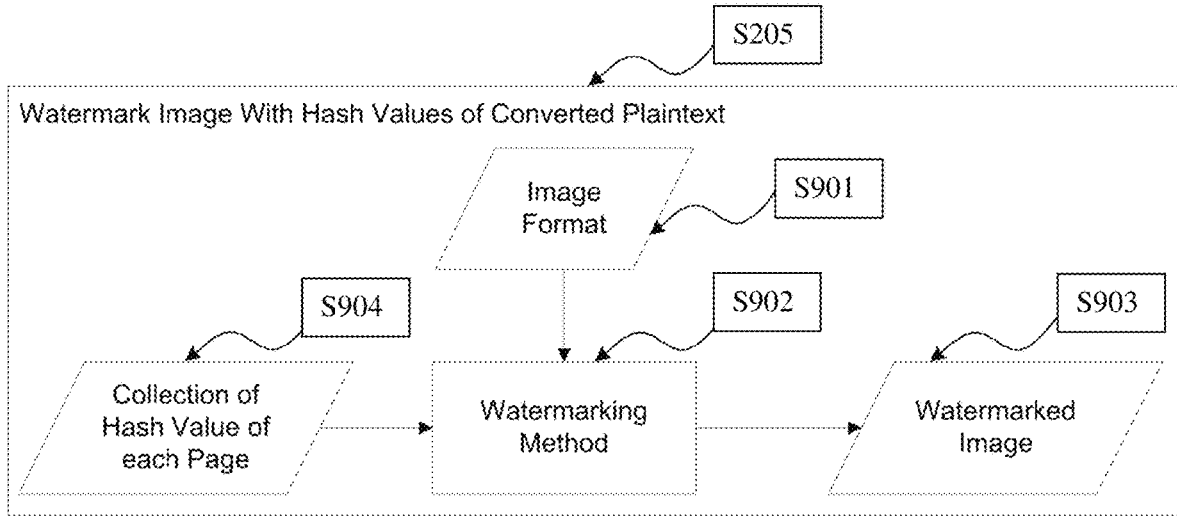 S205
Watermark Image With Hash Values of Converted Plaintext
Image
Format
S901
S904
S902
S903
Collection of
Hash Value of
each Page
Watermarking
Method
Watermarked
Image